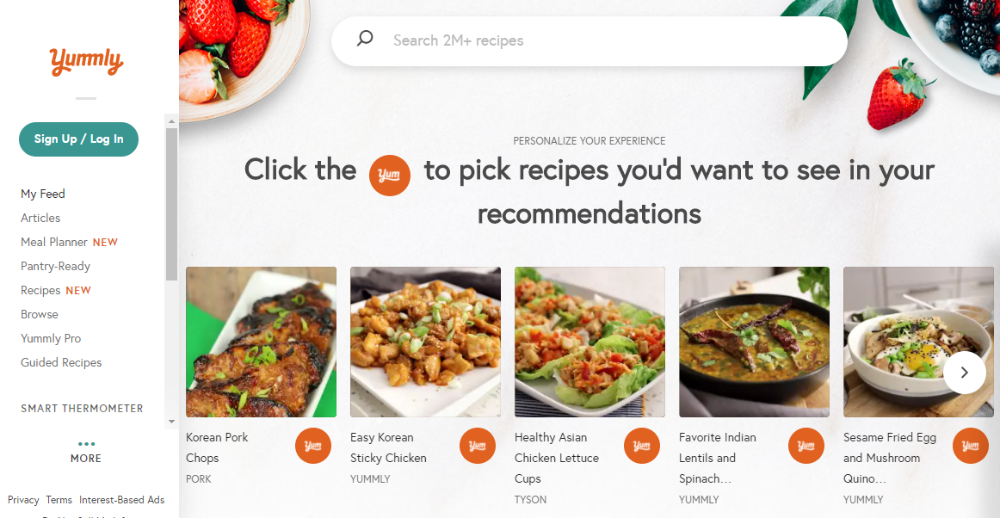 Yummly
Sign Up / Log In
My Feed
Articles
Meal Planner NEW
Pantry-Ready
Recipes NEW
Browse
Yummly Pro
Guided Recipes
SMART THERMOMETER
MORE
Privacy Terms Interest-Based Ads
Search 2M+ recipes
PERSONALIZE YOUR EXPERIENCE
Click the Yum to pick recipes you'd want to see in your
recommendations
Korean Pork
Chops
PORK
Yum
Easy Korean
Sticky Chicken
YUMMLY
Yum
Healthy Asian
Chicken Lettuce
Cups
TYSON
Yum
Favorite Indian
Lentils and
Spinach…
YUMMLY
Yum
Sesame Fried Egg
and Mushroom
Quino…
YUMMLY
Yum